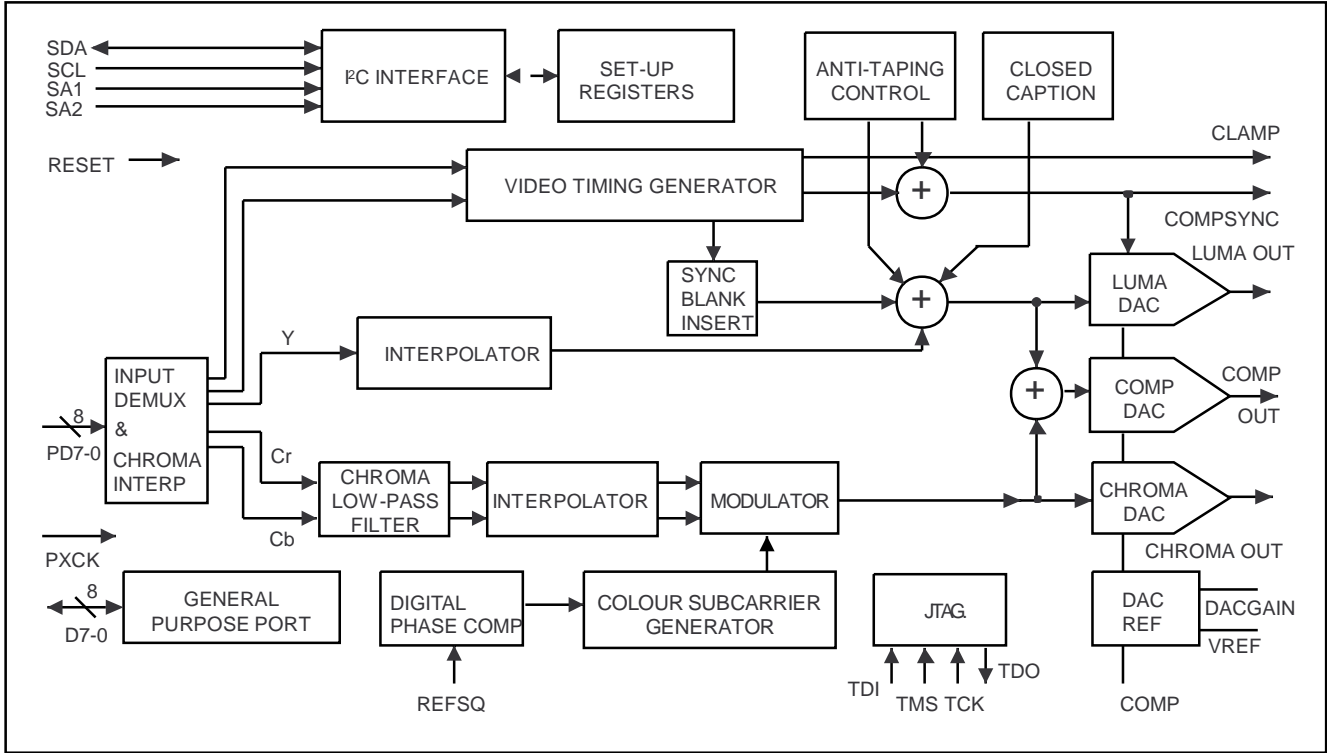 SDA
SCL
SA1
SA2
I²C INTERFACE
SET-UP
REGISTERS
ANTI-TAPING
CONTROL
CLOSED
CAPTION
CLAMP
RESET
VIDEO TIMING GENERATOR
+
COMPSYNC
LUMA OUT
SYNC
BLANK
INSERT
+
LUMA
DAC
Y
INTERPOLATOR
INPUT
DEMUX
&
CHROMA
INTERP
8
PD7-0
+
COMP
DAC
COMP
OUT
Cr
Cb
CHROMA
LOW-PASS
FILTER
INTERPOLATOR
MODULATOR
CHROMA
DAC
CHROMA OUT
PXCK
8
D7-0
GENERAL
PURPOSE PORT
DIGITAL
PHASE COMP
COLOUR SUBCARRIER
GENERATOR
JTAG
DAC
REF
DACGAIN
VREF
REFSQ
TDI
TMS
TCK
TDO
COMP